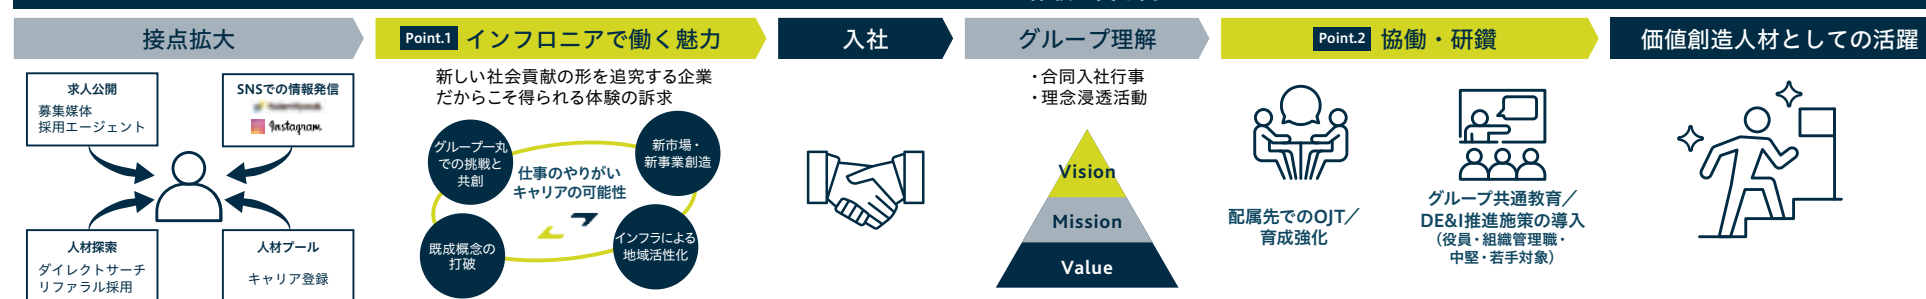 接点拡大
求人公開
募集媒体
採用エージェント
SNSでの情報発信
Instagram
人材探索
ダイレクトサーチ
リファラル採用
人材プール
キャリア登録
Point.1 インフロニアで働く魅力
新しい社会貢献の形を追究する企業
だからこそ得られる体験の訴求
グループ一丸
での挑戦と
共創
新市場・
新事業創造
仕事のやりがい
キャリアの可能性
既成概念の
打破
インフラによる
地域活性化
入社
グループ理解
・合同入社行事
・理念浸透活動
Vision
Mission
Value
Point.2 協働・研鑽
配属先でのOJT／
育成強化
グループ共通教育／
DE&I推進施策の導入
（役員・組織管理職・
中堅・若手対象）
価値創造人材としての活躍